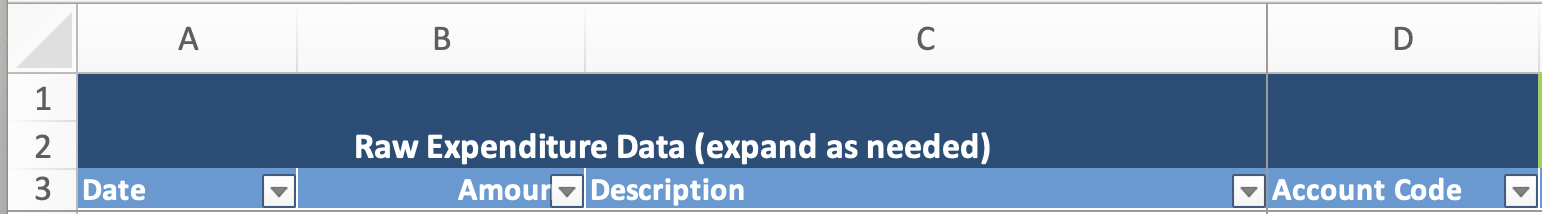 A B C D
1
2 Raw Expenditure Data (expand as needed)
3 Date Amour Description Account Code